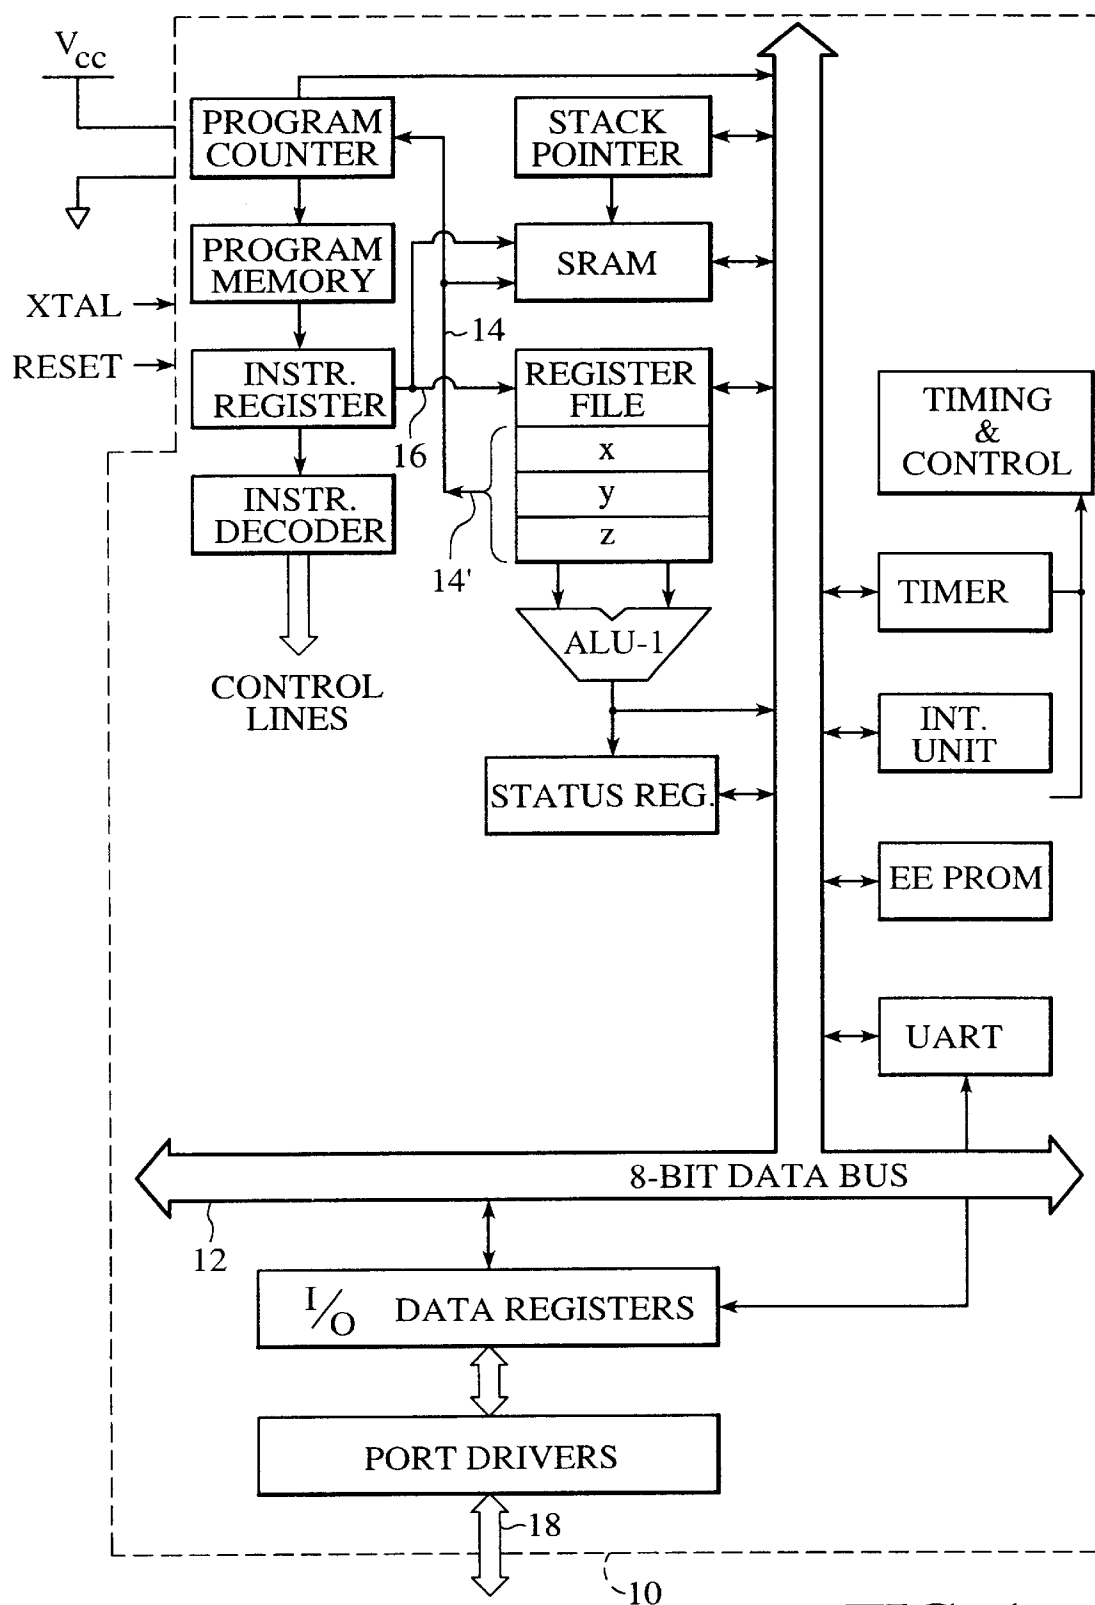 Vcc
PROGRAM
COUNTER
STACK
POINTER
PROGRAM
MEMORY
SRAM
XTAL
RESET
14
INSTR.
REGISTER
16
REGISTER
FILE
x
y
z
14'
TIMING
&
CONTROL
INSTR.
DECODER
TIMER
ALU-1
CONTROL
LINES
INT.
UNIT
STATUS REG.
EE PROM
UART
8-BIT DATA BUS
12
I/O DATA REGISTERS
PORT DRIVERS
18
10